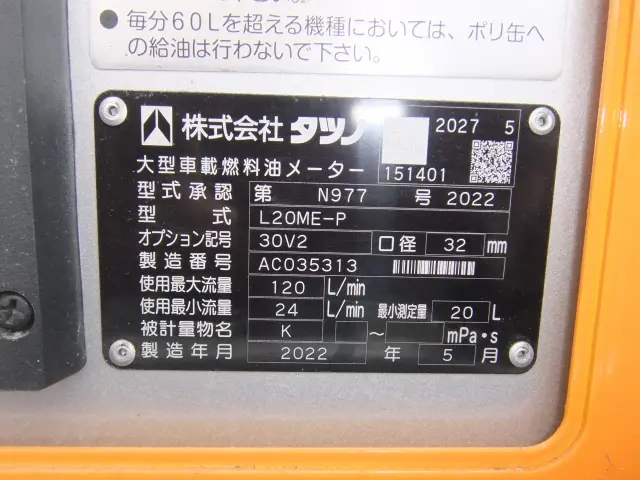 ● 毎分60Lを超える機種においては、ポリ缶へ
の給油は行わないで下さい。
株式会社 タツノ 2027 5
大型車載燃料油メーター 151401
型式承認 第 N977 号 2022
型式 L20ME-P
オプション記号 30V2 口径 32 mm
製造番号 AC035313
使用最大流量 120 L/min
使用最小流量 24 L/min 最小測定量 20 L
被計量物名 K ～ mPa・s
製造年月 2022 年 5 月